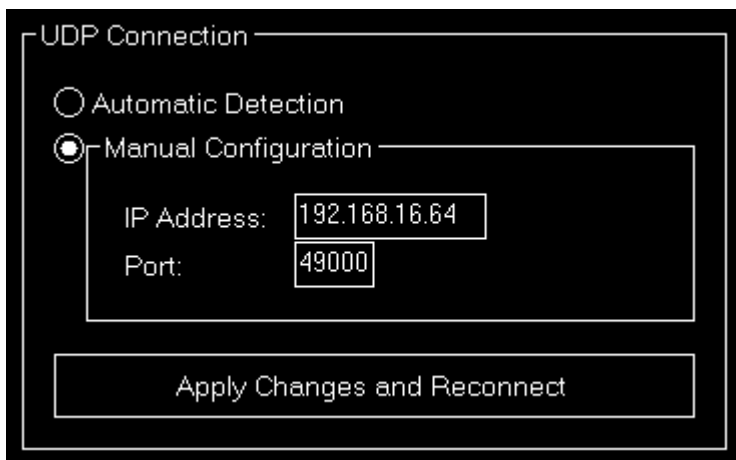 UDP Connection
Automatic Detection
Manual Configuration
IP Address: 192.168.16.64
Port: 49000
Apply Changes and Reconnect